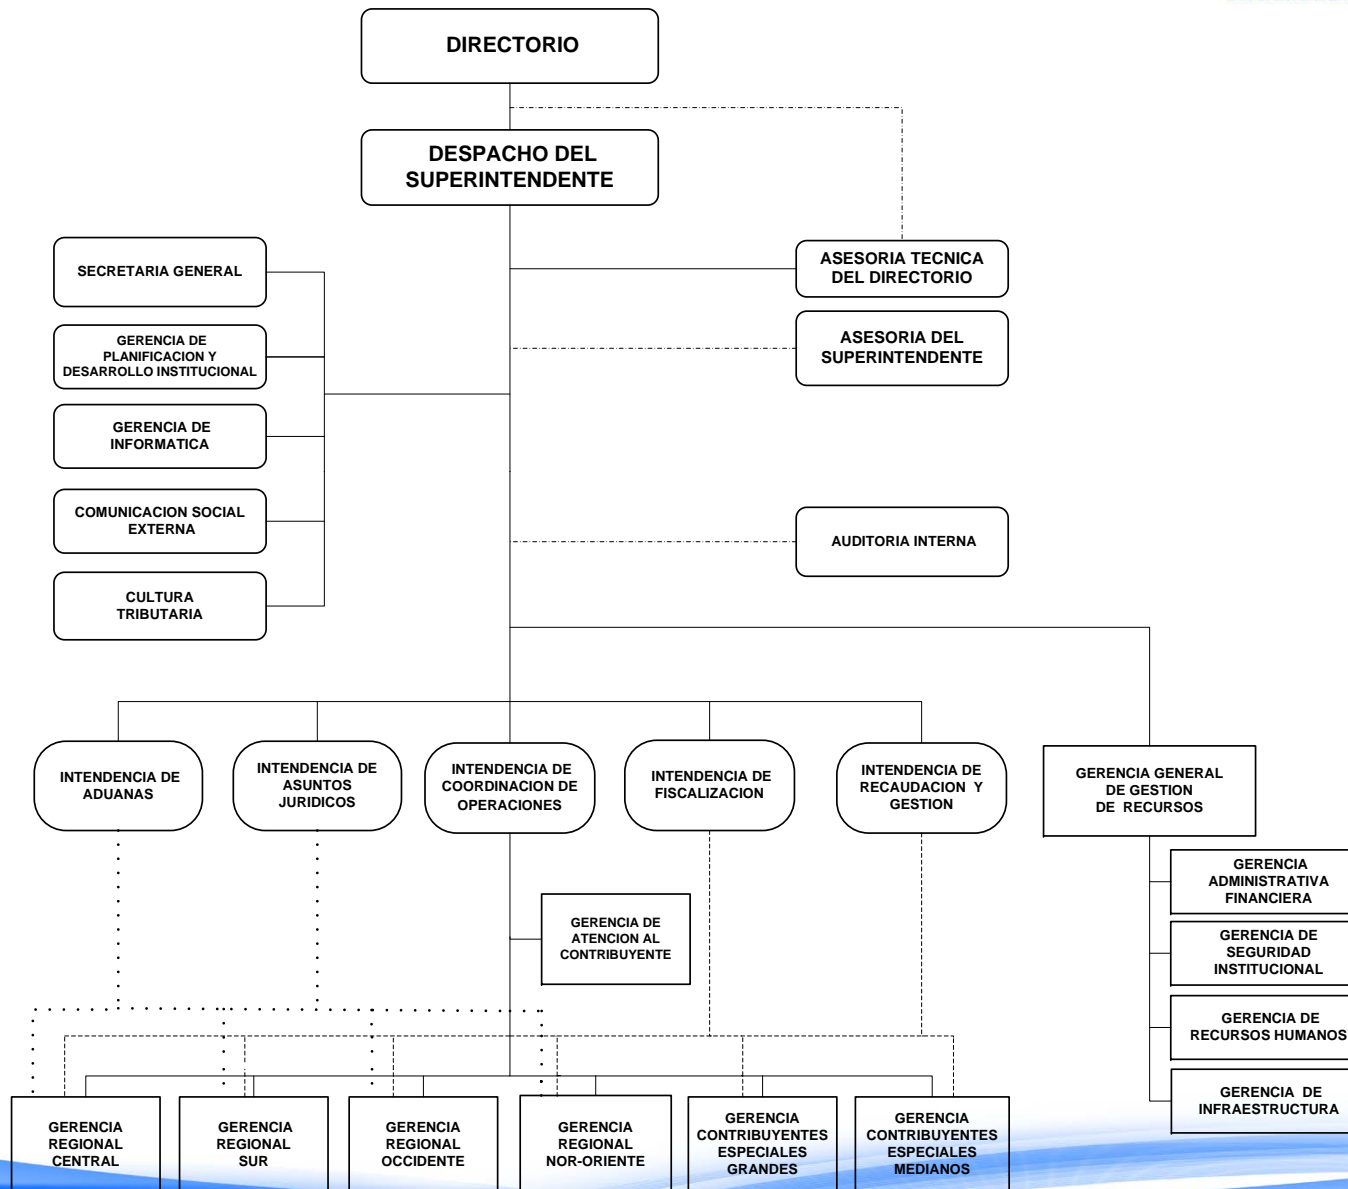 DIRECTORIO
DESPACHO DEL
SUPERINTENDENTE
SECRETARIA GENERAL
GERENCIA DE
PLANIFICACION Y
DESARROLLO INSTITUCIONAL
GERENCIA DE
INFORMATICA
COMUNICACION SOCIAL
EXTERNA
CULTURA
TRIBUTARIA
ASESORIA TECNICA
DEL DIRECTORIO
ASESORIA DEL
SUPERINTENDENTE
AUDITORIA INTERNA
INTENDENCIA DE
ADUANAS
INTENDENCIA DE
ASUNTOS
JURIDICOS
INTENDENCIA DE
COORDINACION DE
OPERACIONES
INTENDENCIA DE
FISCALIZACION
INTENDENCIA DE
RECAUDACION Y
GESTION
GERENCIA GENERAL
DE GESTION
DE RECURSOS
GERENCIA
ADMINISTRATIVA
FINANCIERA
GERENCIA DE
SEGURIDAD
INSTITUCIONAL
GERENCIA DE
RECURSOS HUMANOS
GERENCIA DE
INFRAESTRUCTURA
GERENCIA DE
ATENCION AL
CONTRIBUYENTE
GERENCIA
REGIONAL
CENTRAL
GERENCIA
REGIONAL
SUR
GERENCIA
REGIONAL
OCCIDENTE
GERENCIA
REGIONAL
NOR-ORIENTE
GERENCIA
CONTRIBUYENTES
ESPECIALES
GRANDES
GERENCIA
CONTRIBUYENTES
ESPECIALES
MEDIANOS